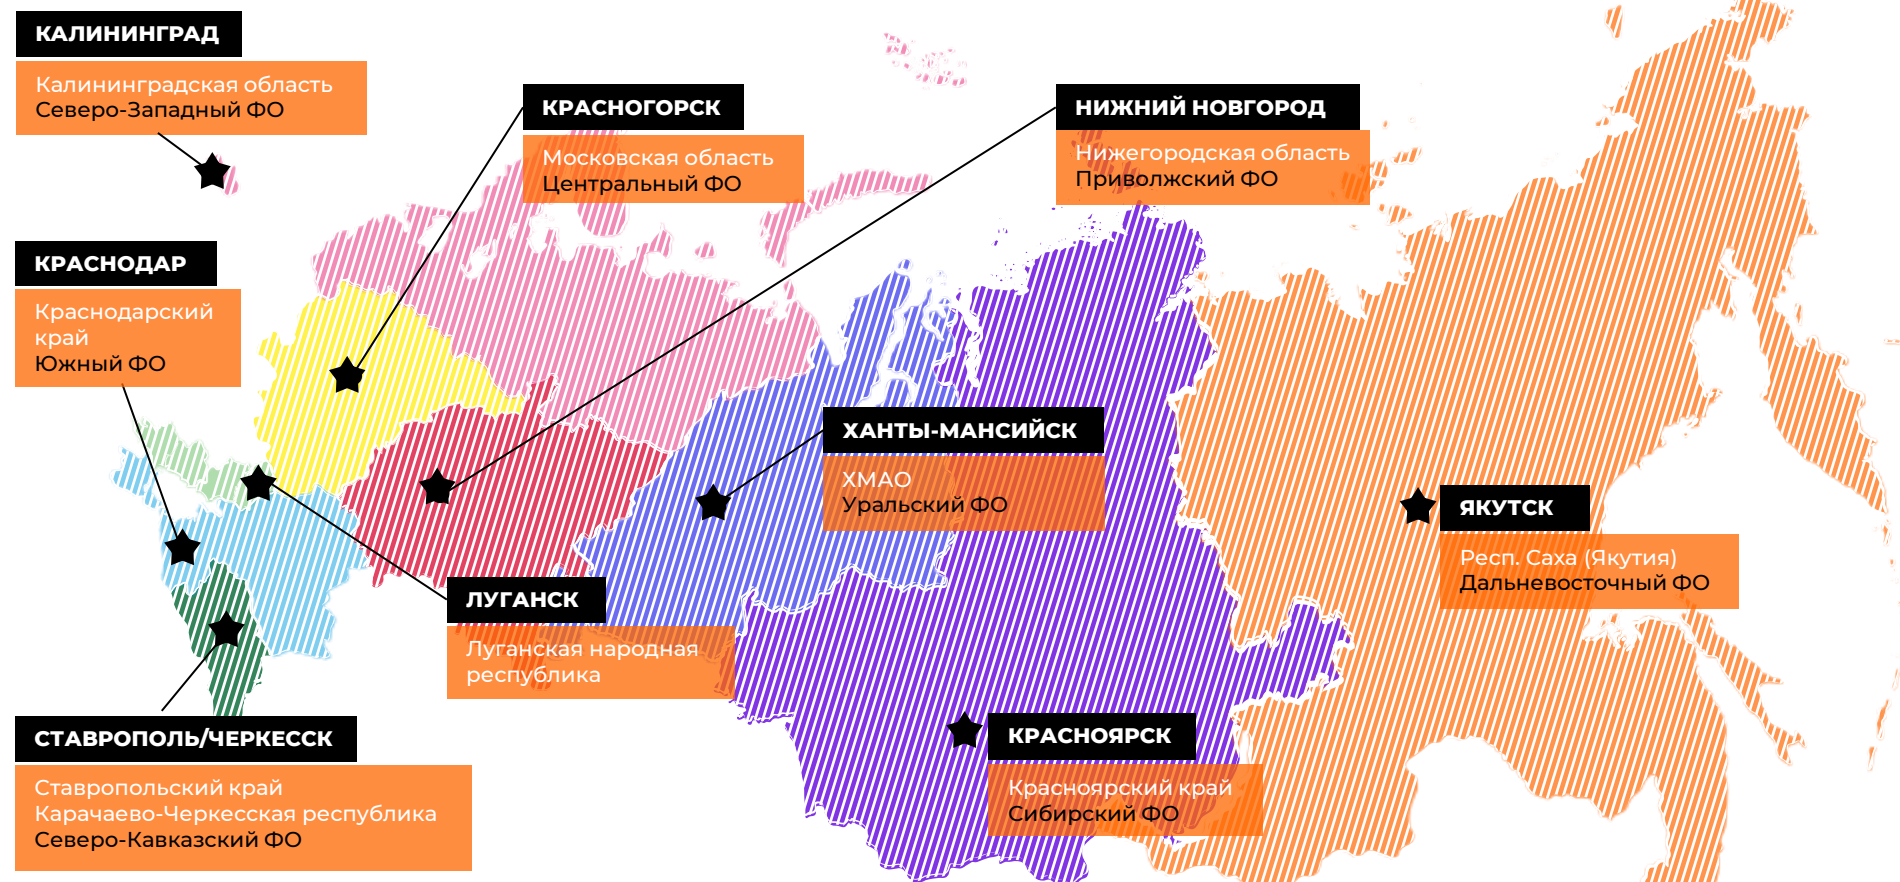 КАЛИНИНГРАД
Калининградская область
Северо-Западный ФО
КРАСНОГОРСК
Московская область
Центральный ФО
НИЖНИЙ НОВГОРОД
Нижегородская область
Приволжский ФО
КРАСНОДАР
Краснодарский
край
Южный ФО
ХАНТЫ-МАНСИЙСК
ХМАО
Уральский ФО
ЯКУТСК
Респ. Саха (Якутия)
Дальневосточный ФО
ЛУГАНСК
Луганская народная
республика
СТАВРОПОЛЬ/ЧЕРКЕССК
Ставропольский край
Карачаево-Черкесская республика
Северо-Кавказский ФО
КРАСНОЯРСК
Красноярский край
Сибирский ФО